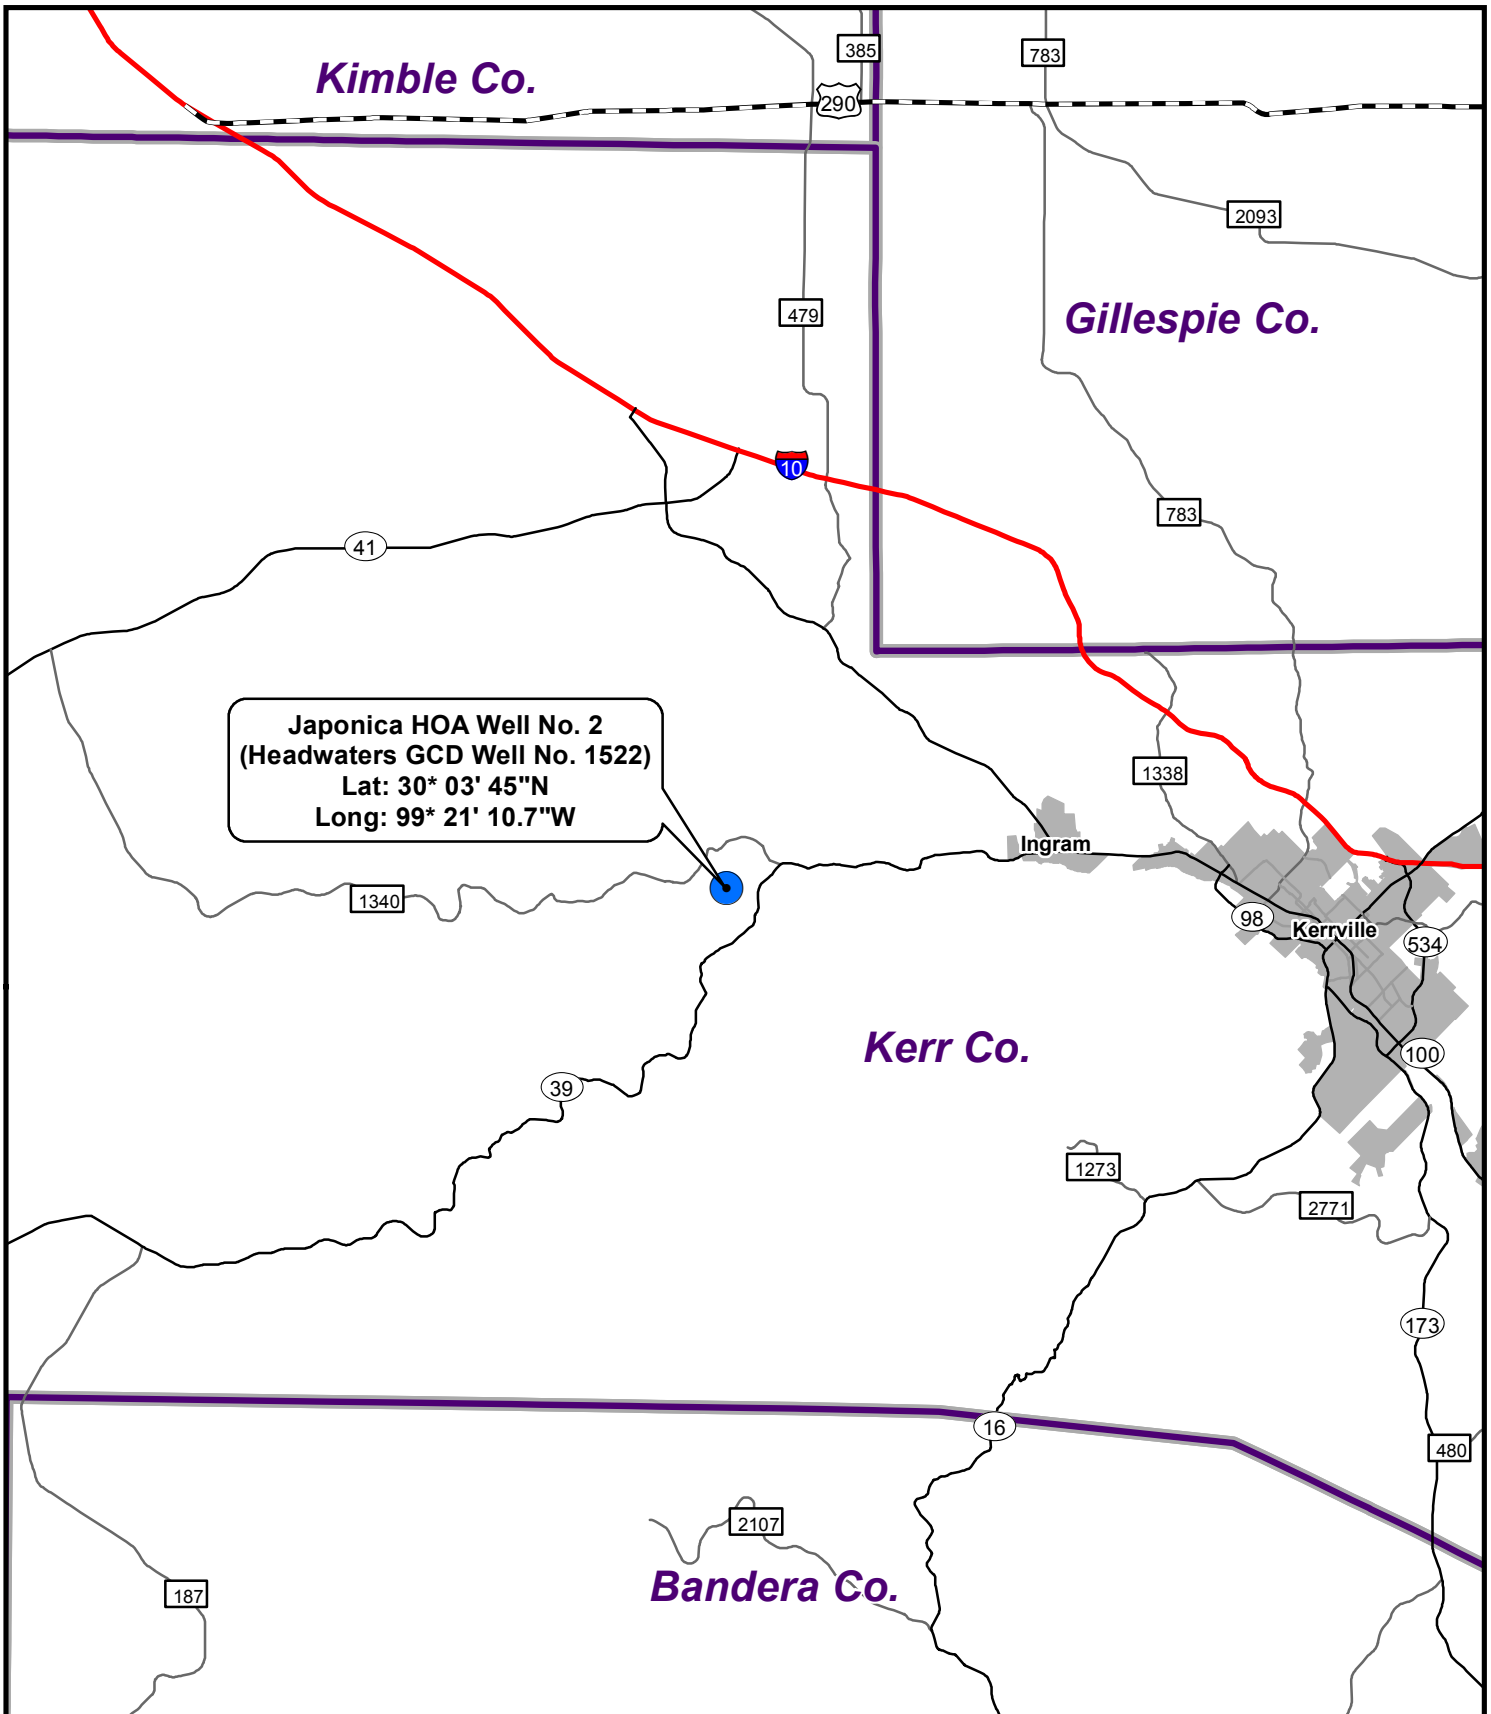 385
783
Kimble Co.
290
2093
479
Gillespie Co.
10
783
41
Japonica HOA Well No. 2
(Headwaters GCD Well No. 1522)
Lat: 30* 03' 45"N
Long: 99* 21' 10.7"W
1338
Ingram
1340
98
Kerrville
534
Kerr Co.
100
39
1273
2771
173
16
480
2107
Bandera Co.
187